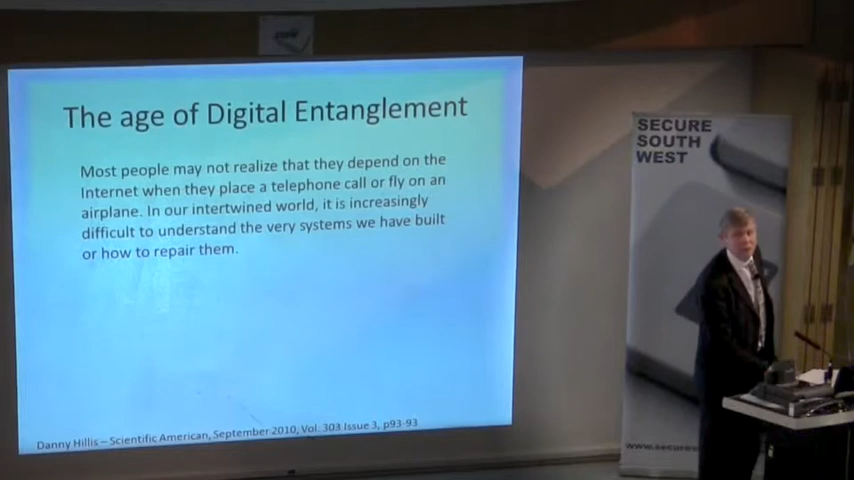 The age of Digital Entanglement
Most people may not realize that they depend on the
Internet when they place a telephone call or fly on an
airplane. In our intertwined world, it is increasingly
difficult to understand the very systems we have built
or how to repair them.
Danny Hillis – Scientific American, September 2010, Vol. 303 Issue 3, p93-93
SECURE
SOUTH
WEST